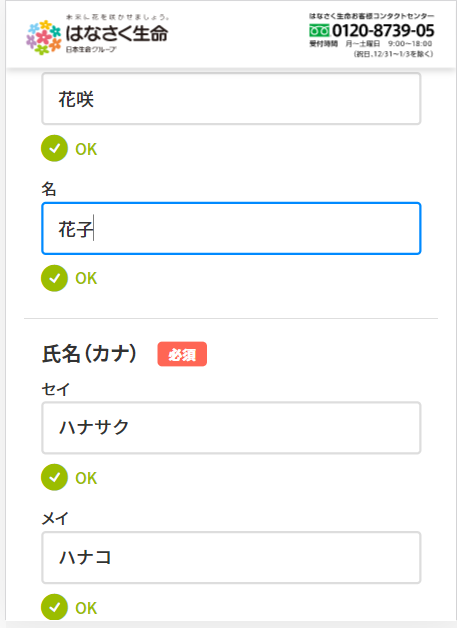 未来に花を咲かせましょう。
はなさく生命
日本生命グループ
はなさく生命お客様コンタクトセンター
0120-8739-05
受付時間 月～土曜日 9:00～18:00
(祝日、12/31～1/3を除く)
花咲
OK
名
花子
OK
氏名（カナ） 必須
セイ
ハナサク
OK
メイ
ハナコ
OK